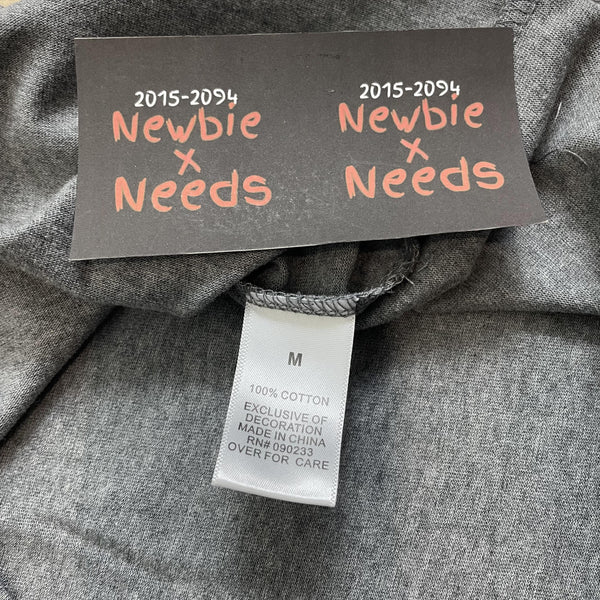 2015-2094
Newbie
x
Needs
2015-2094
Newbie
x
Needs
M
100% COTTON
EXCLUSIVE OF
DECORATION
MADE IN CHINA
RN# 090233
OVER FOR CARE